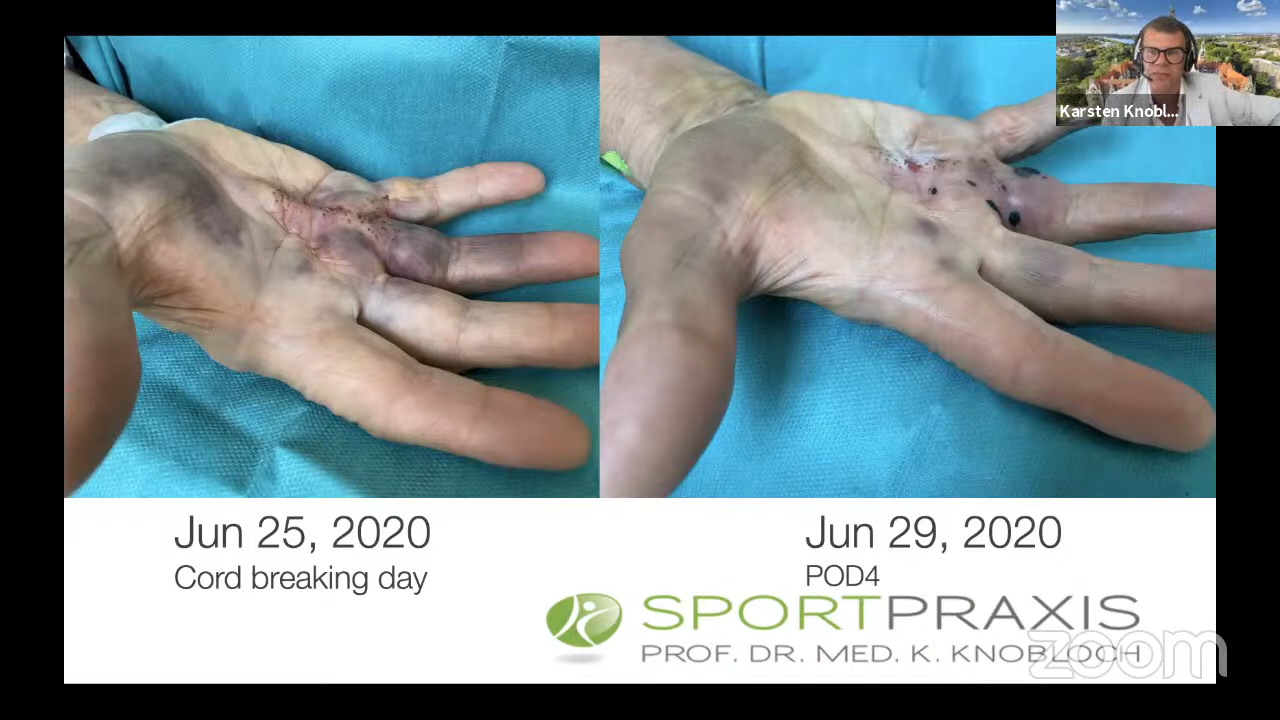 Karsten Knobl...
Jun 25, 2020
Cord breaking day
Jun 29, 2020
POD4
SPORTPRAXIS
PROF. DR. MED. K. KNOBLOCH
zoom